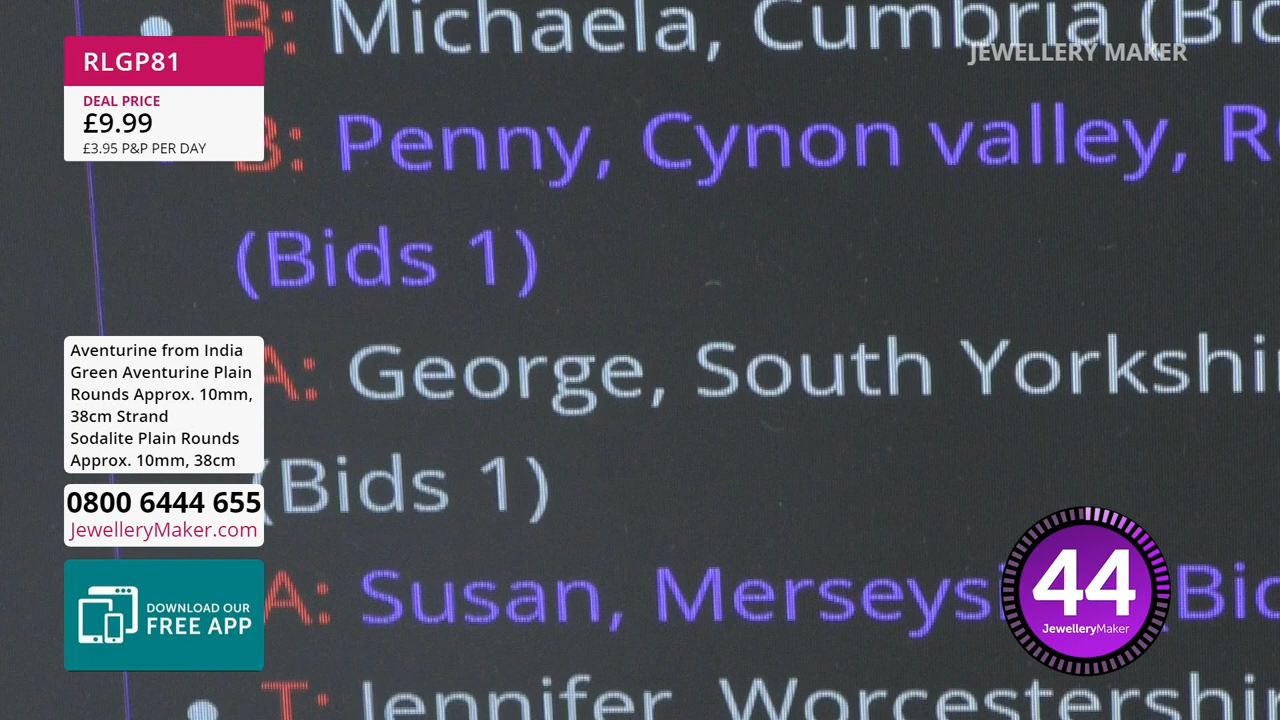 B: Michaela, Cumbria (Bid
JEWELLERY MAKER
RLGP81
DEAL PRICE
£9.99
£3.95 P&P PER DAY
B: Penny, Cynon valley, R
(Bids 1)
A: George, South Yorkshi
(Bids 1)
Aventurine from India
Green Aventurine Plain
Rounds Approx. 10mm,
38cm Strand
Sodalite Plain Rounds
Approx. 10mm, 38cm
0800 6444 655
JewelleryMaker.com
DOWNLOAD OUR
FREE APP
A: Susan, Merseys
Bid
44
JewelleryMaker
T: Jennifer, Worcestershi